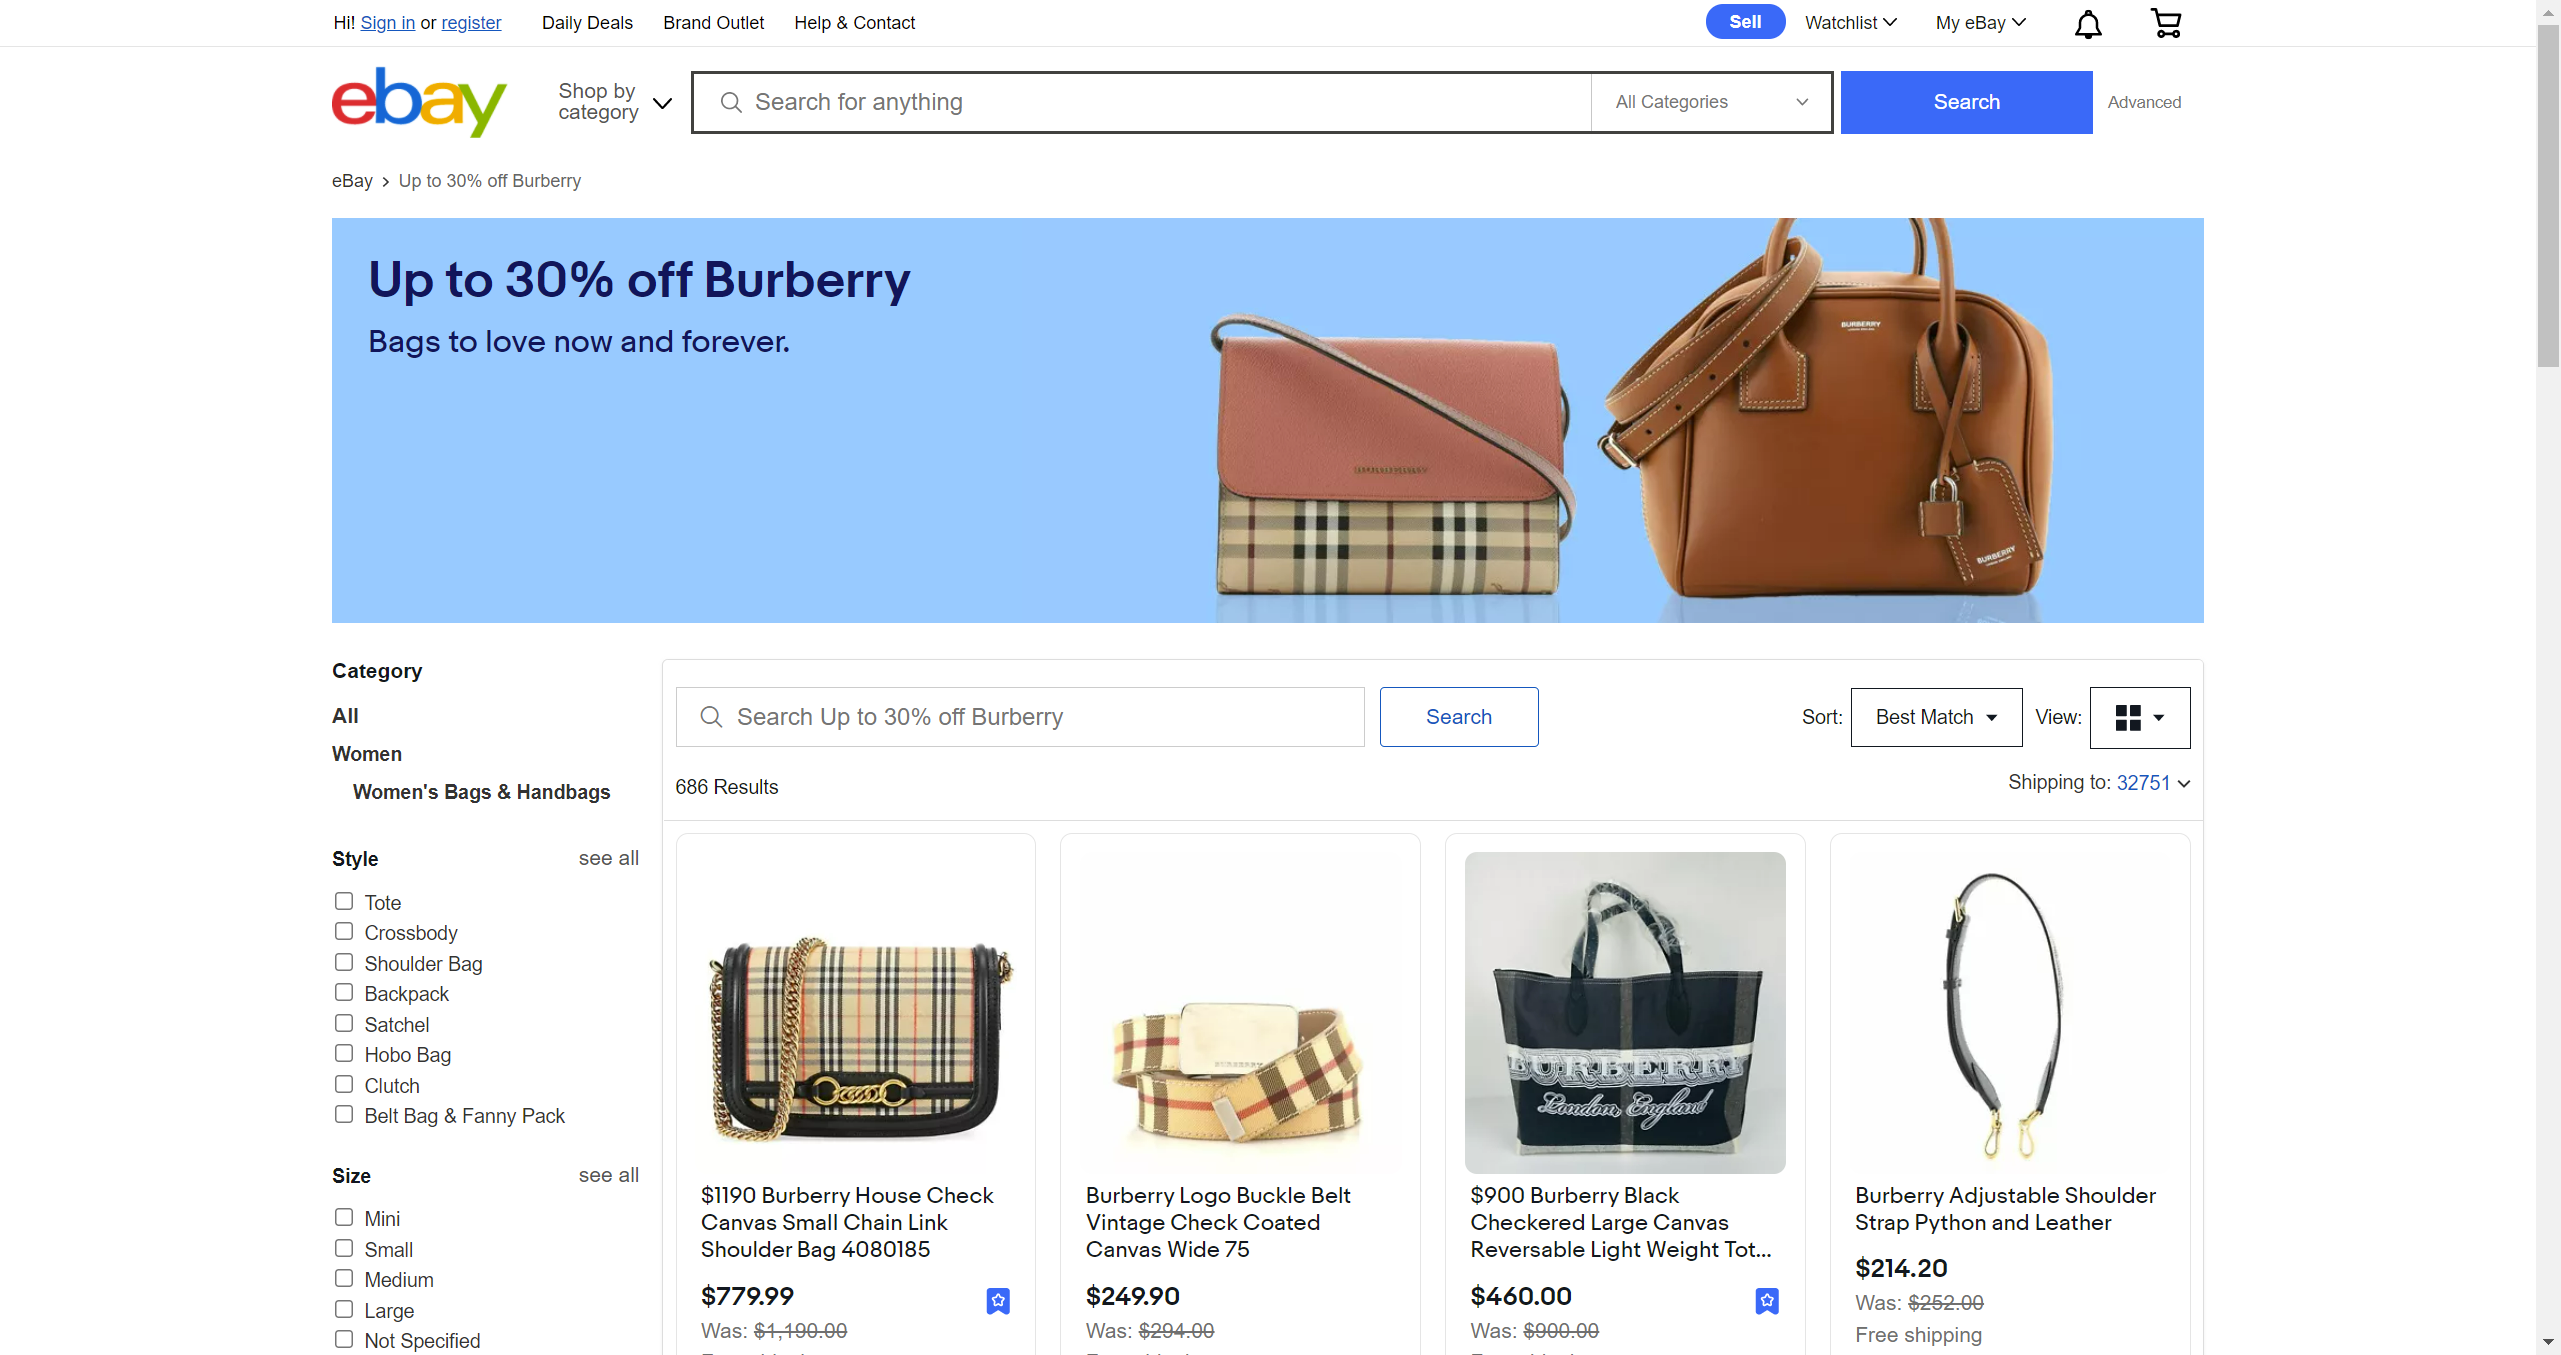 Hi! Sign in or register
Daily Deals
Brand Outlet
Help & Contact
Sell
Watchlist
My eBay
ebay
Shop by
category
Search for anything
All Categories
Search
Advanced
eBay
Up to 30% off Burberry
Up to 30% off Burberry
Bags to love now and forever.
BURBERRY
BURBERRY
BURBERRY
Category
All
Women
Women's Bags & Handbags
Style
see all
Tote
Crossbody
Shoulder Bag
Backpack
Satchel
Hobo Bag
Clutch
Belt Bag & Fanny Pack
Size
see all
Mini
Small
Medium
Large
Not Specified
Search Up to 30% off Burberry
Search
Sort:
Best Match
View:
686 Results
Shipping to: 32751
$1190 Burberry House Check
Canvas Small Chain Link
Shoulder Bag 4080185
$779.99
Was: $1,190.00
BURBERRY
Burberry Logo Buckle Belt
Vintage Check Coated
Canvas Wide 75
$249.90
Was: $294.00
BURBERRY
London, England
$900 Burberry Black
Checkered Large Canvas
Reversable Light Weight Tot...
$460.00
Was: $900.00
Burberry Adjustable Shoulder
Strap Python and Leather
$214.20
Was: $252.00
Free shipping